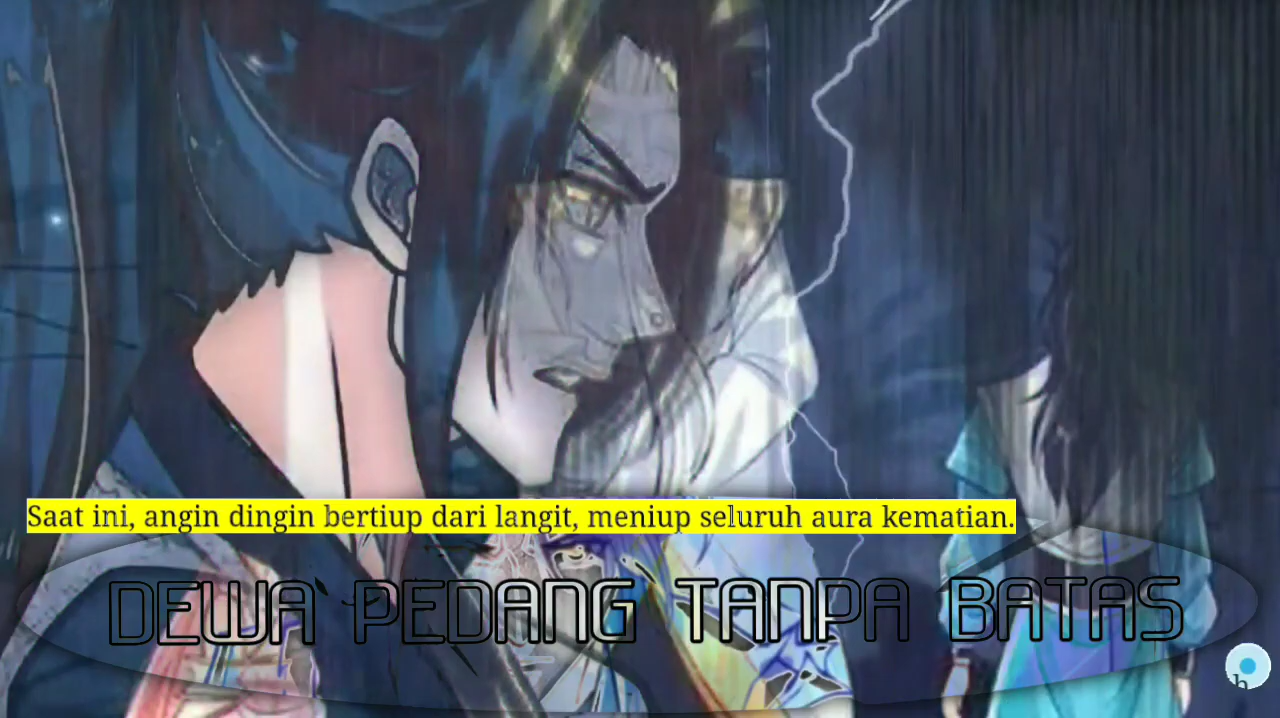 Saat ini, angin dingin bertiup dari langit, meniup seluruh aura kematian.
DEWA PEDANG TANPA BATAS
h